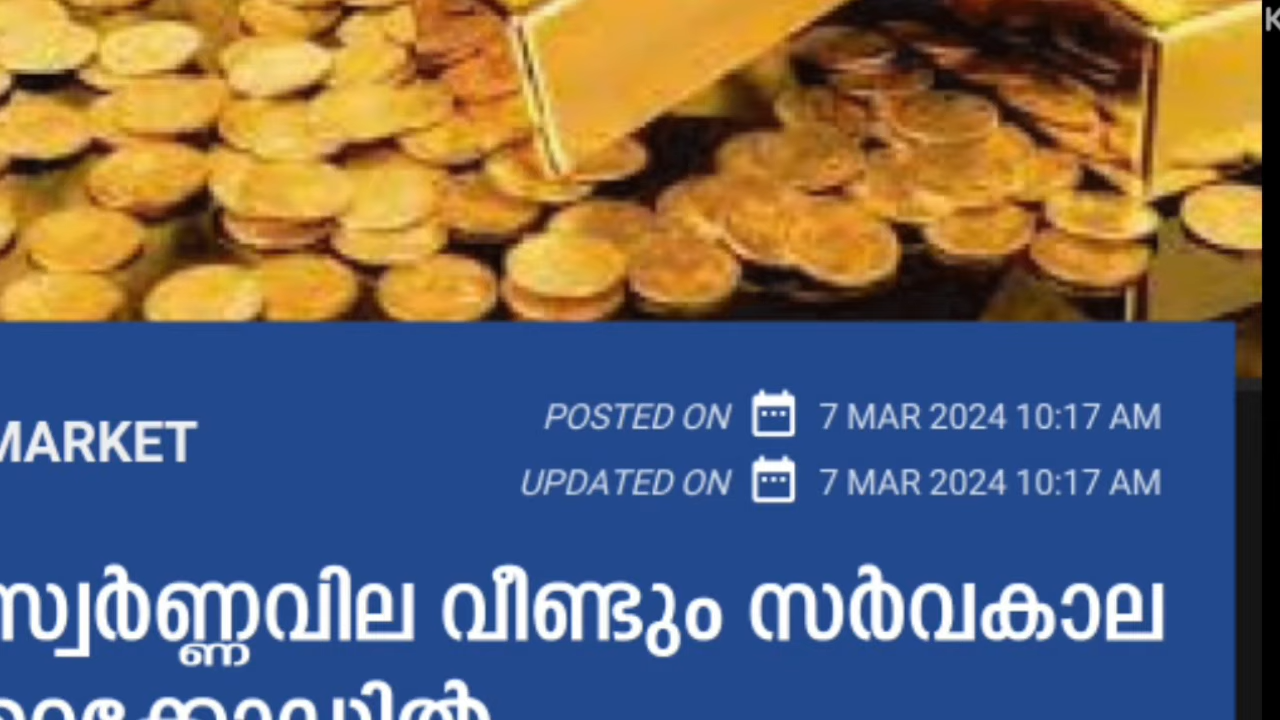 K
POSTED ON 7 MAR 2024 10:17 AM
MARKET
UPDATED ON 7 MAR 2024 10:17 AM
സ്വർണ്ണവില വീണ്ടും സർവകാല
റെക്കോഡിൽ